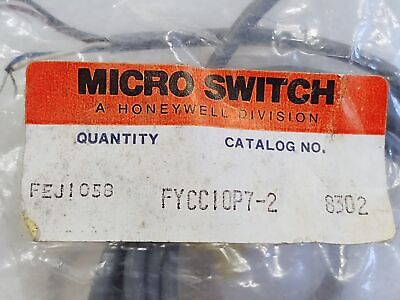 MICRO SWITCH
A HONEYWELL DIVISION
QUANTITY CATALOG NO.
FEJ1058 FYCC10P7-2 8302